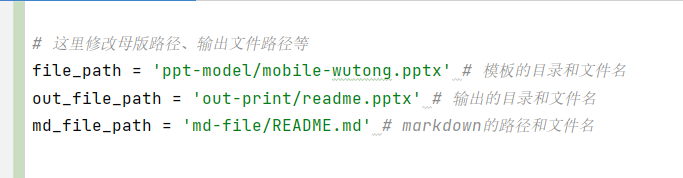 # 这里修改母版路径、输出文件路径等
file_path = 'ppt-model/mobile-wutong.pptx' # 模板的目录和文件名
out_file_path = 'out-print/readme.pptx' # 输出的目录和文件名
md_file_path = 'md-file/README.md' # markdown的路径和文件名